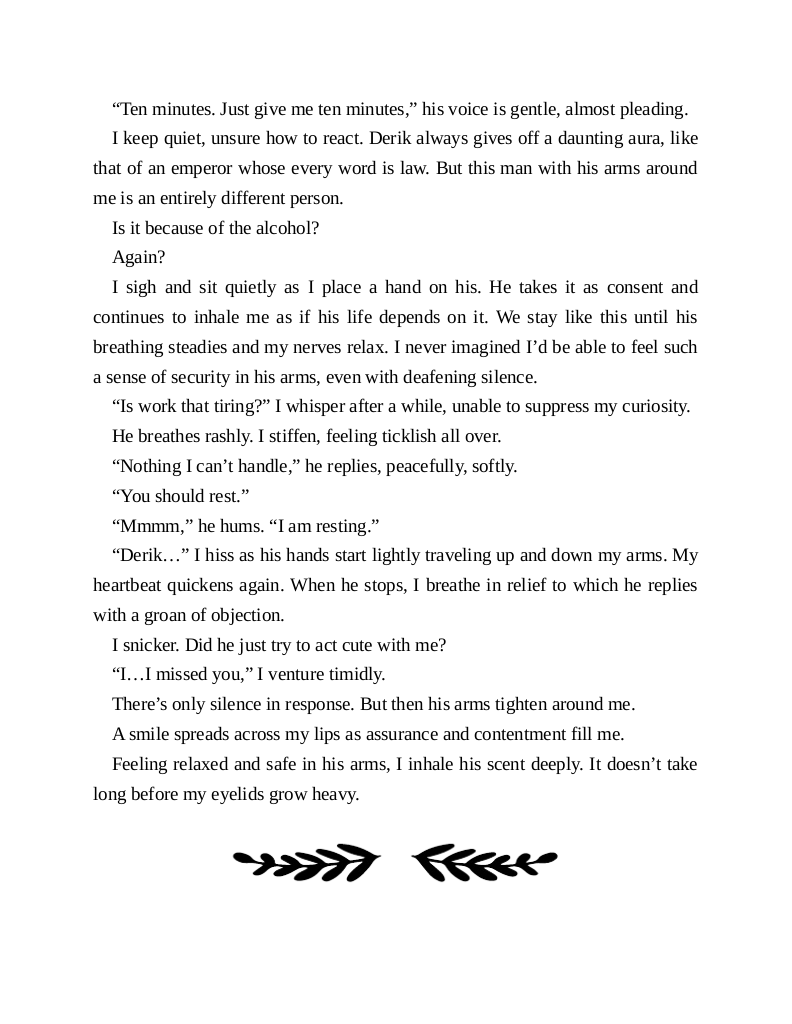 “Ten minutes. Just give me ten minutes,” his voice is gentle, almost pleading.
I keep quiet, unsure how to react. Derik always gives off a daunting aura, like
that of an emperor whose every word is law. But this man with his arms around
me is an entirely different person.
Is it because of the alcohol?
Again?
I sigh and sit quietly as I place a hand on his. He takes it as consent and
continues to inhale me as if his life depends on it. We stay like this until his
breathing steadies and my nerves relax. I never imagined I’d be able to feel such
a sense of security in his arms, even with deafening silence.
“Is work that tiring?” I whisper after a while, unable to suppress my curiosity.
He breathes rashly. I stiffen, feeling ticklish all over.
“Nothing I can’t handle,” he replies, peacefully, softly.
“You should rest.”
“Mmmm,” he hums. “I am resting.”
“Derik…” I hiss as his hands start lightly traveling up and down my arms. My
heartbeat quickens again. When he stops, I breathe in relief to which he replies
with a groan of objection.
I snicker. Did he just try to act cute with me?
“I…I missed you,” I venture timidly.
There’s only silence in response. But then his arms tighten around me.
A smile spreads across my lips as assurance and contentment fill me.
Feeling relaxed and safe in his arms, I inhale his scent deeply. It doesn’t take
long before my eyelids grow heavy.